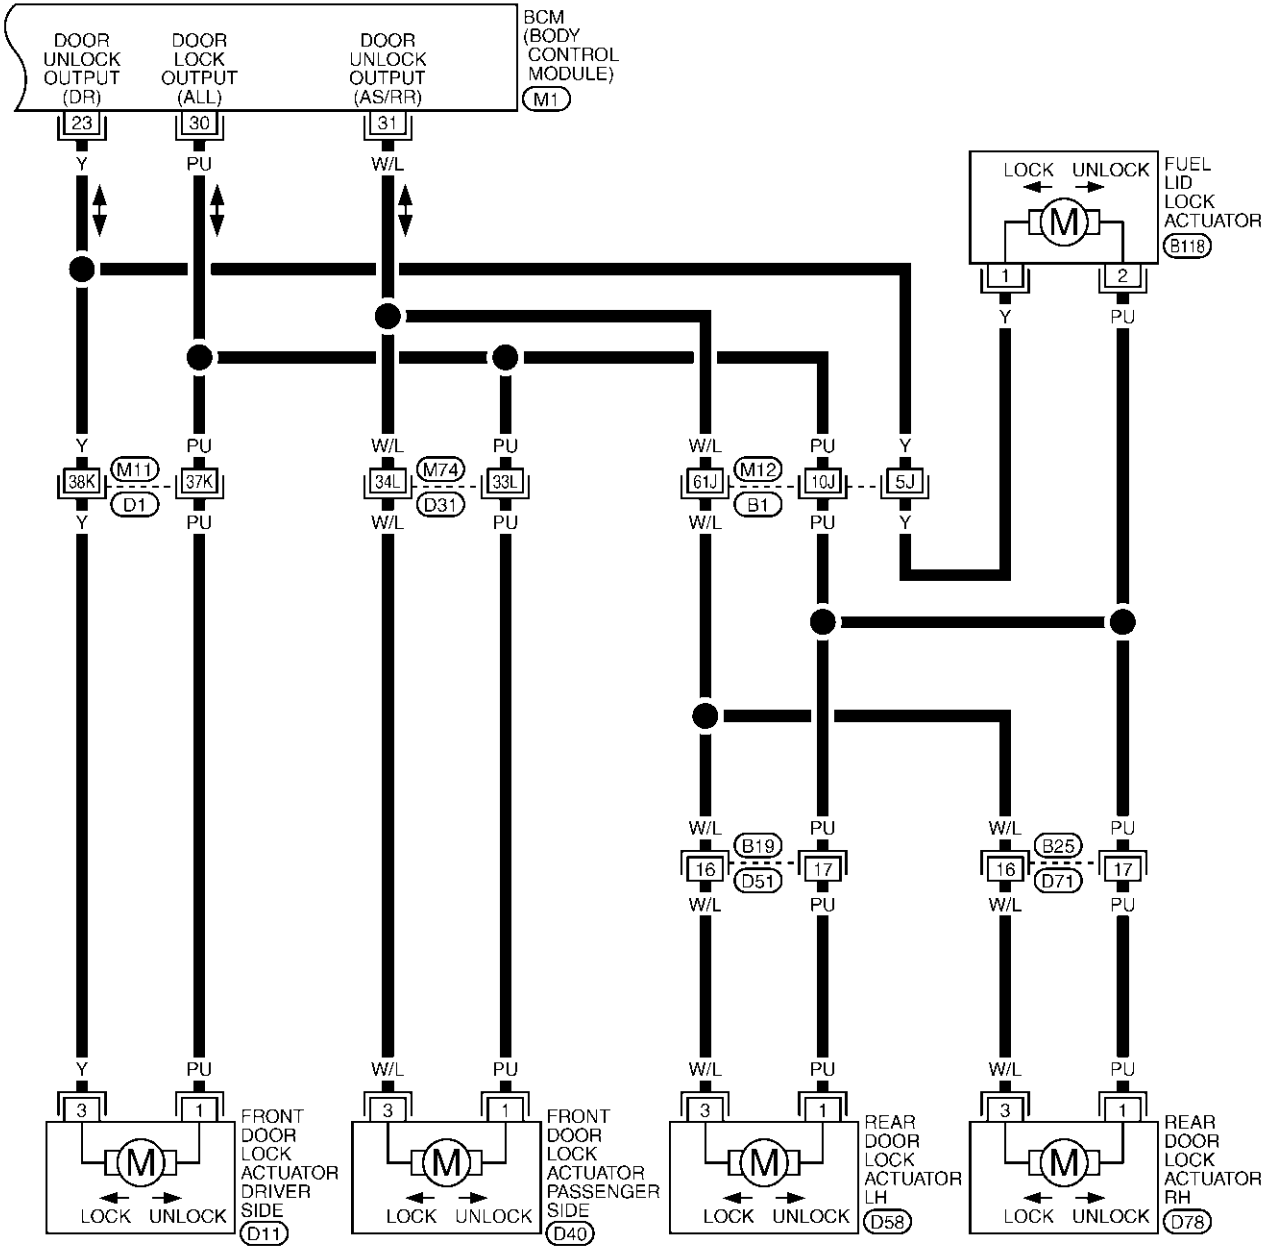 BCM
(BODY
CONTROL
MODULE)
M1
DOOR
UNLOCK
OUTPUT
(DR)
DOOR
LOCK
OUTPUT
(ALL)
DOOR
UNLOCK
OUTPUT
(AS/RR)
23
30
31
Y
PU
W/L
LOCK
UNLOCK
M
FUEL
LID
LOCK
ACTUATOR
B118
1
2
Y
PU
Y
PU
W/L
PU
W/L
PU
Y
38K
M11
D1
37K
34L
M74
D31
33L
61J
M12
B1
10J
5J
Y
PU
W/L
PU
W/L
PU
Y
W/L
PU
W/L
PU
16
B19
D51
17
16
B25
D71
17
W/L
PU
W/L
PU
Y
PU
W/L
PU
W/L
PU
W/L
PU
3
1
M
LOCK
UNLOCK
FRONT
DOOR
LOCK
ACTUATOR
DRIVER
SIDE
D11
3
1
M
LOCK
UNLOCK
FRONT
DOOR
LOCK
ACTUATOR
PASSENGER
SIDE
D40
3
1
M
LOCK
UNLOCK
REAR
DOOR
LOCK
ACTUATOR
LH
D58
3
1
M
LOCK
UNLOCK
REAR
DOOR
LOCK
ACTUATOR
RH
D78